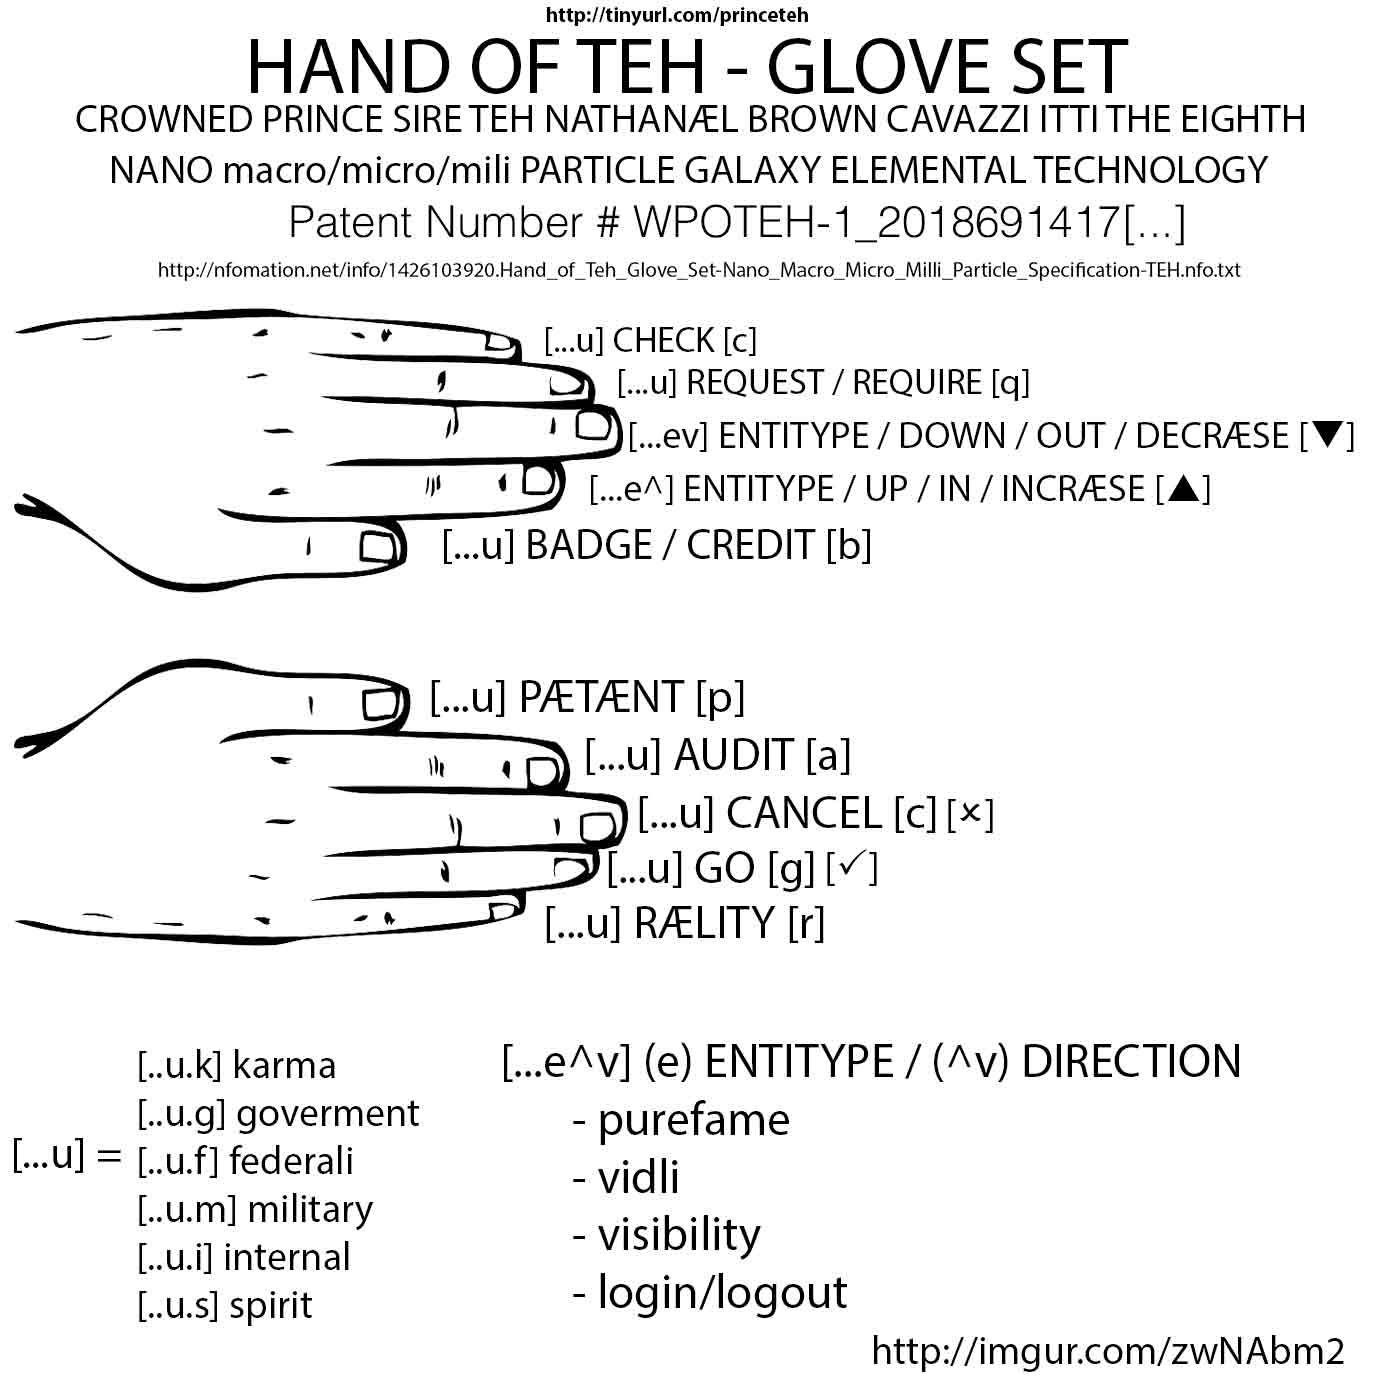 http://tinyurl.com/princeteh
HAND OF TEH - GLOVE SET
CROWNED PRINCE SIRE TEH NATHANÆL BROWN CAVAZZI ITTI THE EIGHTH
NANO macro/micro/mili PARTICLE GALAXY ELEMENTAL TECHNOLOGY
Patent Number # WPOTEH-1_2018691417[...]
http://nfomation.net/info/1426103920.Hand_of_Teh_Glove_Set-Nano_Macro_Micro_Milli_Particle_Specification-TEH.nfo.txt
[...u] CHECK [c]
[...u] REQUEST / REQUIRE [q]
[...ev] ENTITYPE / DOWN / OUT / DECRÆSE [▼]
[...e^] ENTITYPE / UP / IN / INCRÆSE [▲]
[...u] BADGE / CREDIT [b]
[...u] PÆTÆNT [p]
[...u] AUDIT [a]
[...u] CANCEL [c] [×]
[...u] GO [g] [✓]
[...u] RÆLITY [r]
[...u] =
[..u.k] karma
[..u.g] goverment
[..u.f] federali
[..u.m] military
[..u.i] internal
[..u.s] spirit
[...e^v] (e) ENTITYPE / (^v) DIRECTION
- purefame
- vidli
- visibility
- login/logout
http://imgur.com/zwNAbm2